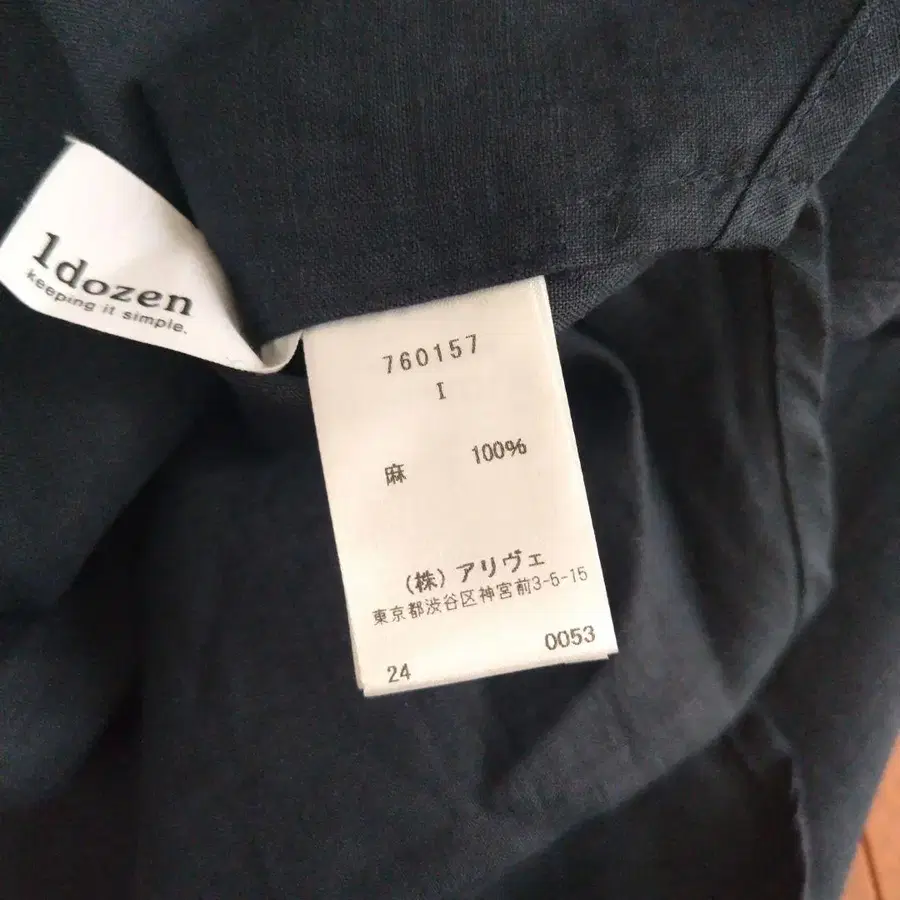 1dozen
keeping it simple.
760157
I
麻 100%
(株)アリヴェ
東京都渋谷区神宮前3-6-15
0053
24